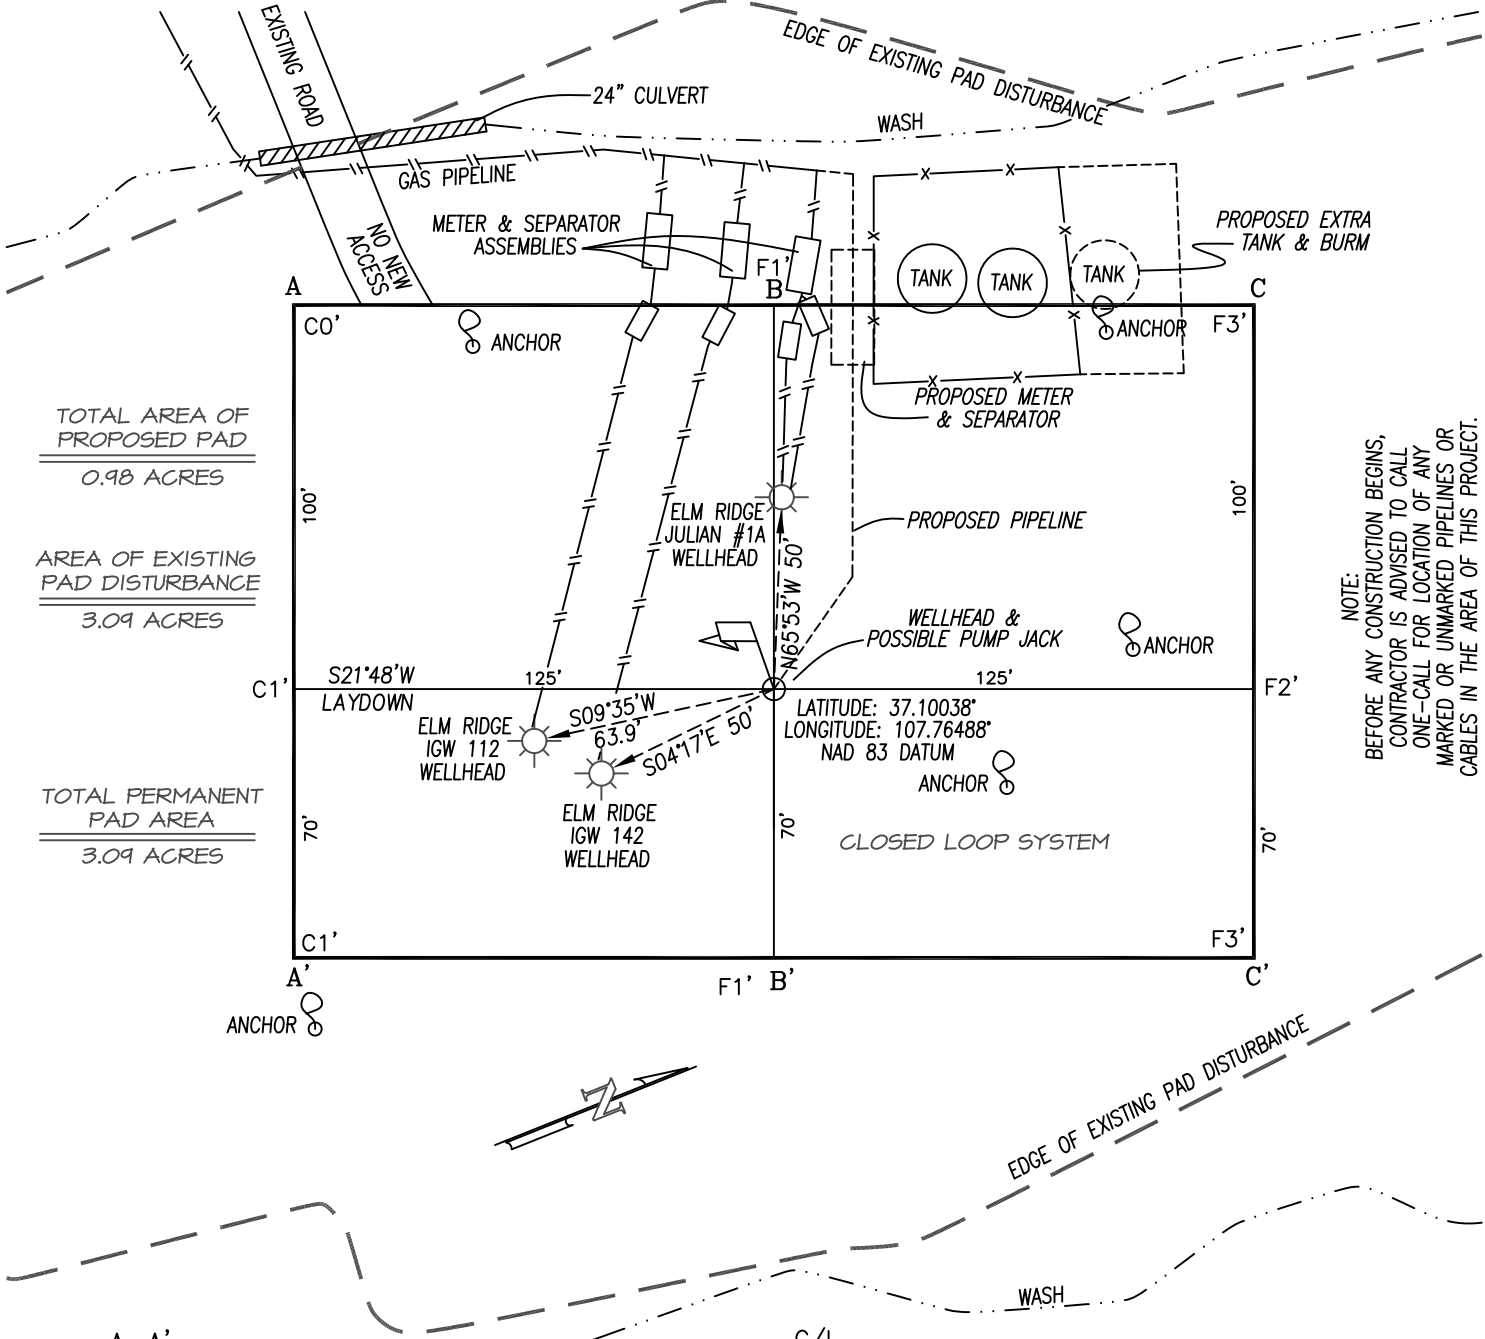 EXISTING ROAD
EDGE OF EXISTING PAD DISTURBANCE
24" CULVERT
WASH
GAS PIPELINE
METER & SEPARATOR
ASSEMBLIES
NO NEW
ACCESS
PROPOSED EXTRA
TANK & BURM
TANK
TANK
TANK
F1'
A
B
C
C0'
F3'
ANCHOR
ANCHOR
PROPOSED METER
& SEPARATOR
TOTAL AREA OF
PROPOSED PAD
0.98 ACRES
100'
100'
ELM RIDGE
JULIAN #1A
WELLHEAD
PROPOSED PIPELINE
N65°53'W 50'
AREA OF EXISTING
PAD DISTURBANCE
3.09 ACRES
WELLHEAD &
POSSIBLE PUMP JACK
ANCHOR
NOTE:
BEFORE ANY CONSTRUCTION BEGINS,
CONTRACTOR IS ADVISED TO CALL
ONE-CALL FOR LOCATION OF ANY
MARKED OR UNMARKED PIPELINES OR
CABLES IN THE AREA OF THIS PROJECT.
C1'
S21°48'W
LAYDOWN
125'
125'
F2'
S09°35'W
63.9'
S04°17'E 50'
ELM RIDGE
IGW 112
WELLHEAD
LATITUDE: 37.10038°
LONGITUDE: 107.76488°
NAD 83 DATUM
ANCHOR
TOTAL PERMANENT
PAD AREA
3.09 ACRES
ELM RIDGE
IGW 142
WELLHEAD
70'
70'
70'
CLOSED LOOP SYSTEM
C1'
F3'
A'
F1'
B'
C'
ANCHOR
N
EDGE OF EXISTING PAD DISTURBANCE
WASH
A-A'
C/L